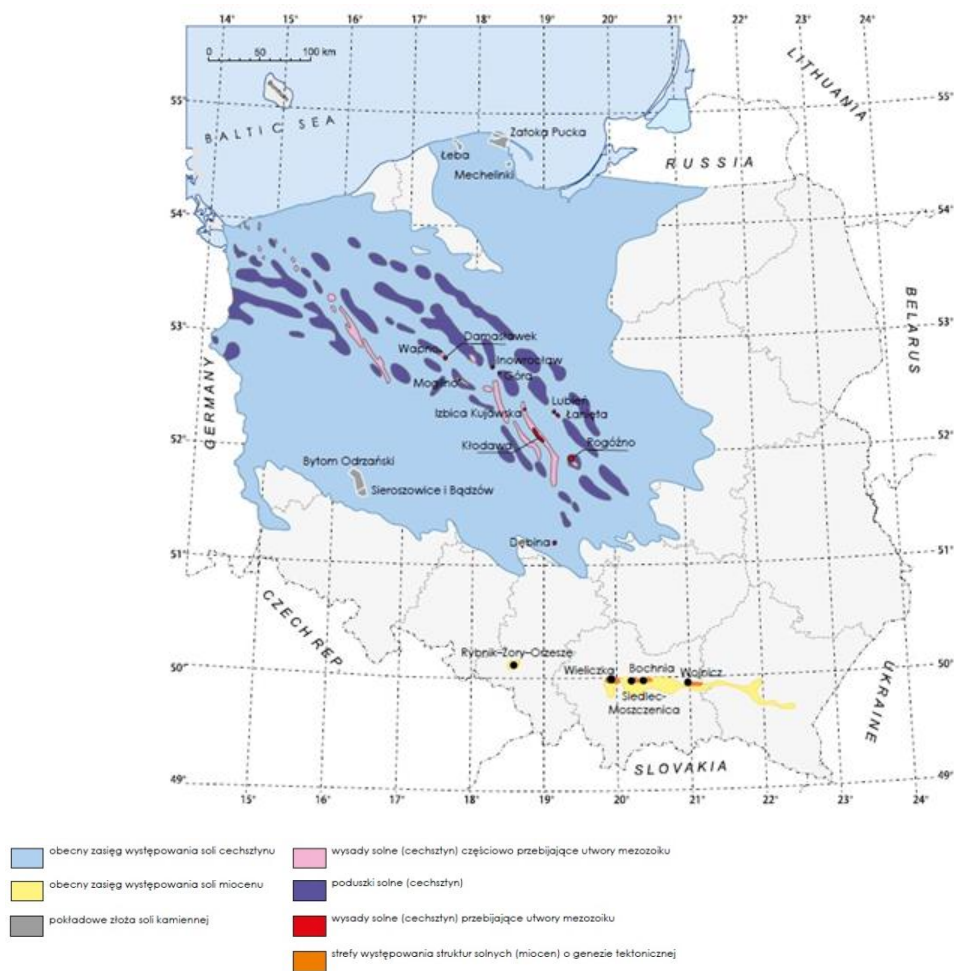 14° 15° 16° 17° 18° 19° 20° 21° 22° 23°
0 50 100 km
LITHUANIA
55° 55°
BALTIC SEA
Zatoka Pucka
Łeba
Mechelinki
RUSSIA
54° 54°
BELARUS
53° 53°
Damasławek
Wapno
Inowrocław
Góra
Mogilno
Lubień
Izbica Kujawska
Łanięta
GERMANY
52° 52°
Kłodawa
Rogóźno
Bytom Odrzański
Sieroszowice i Bądzów
Dębina
51° 51°
CZECH REP
Rybnik-Żory-Orzesze
50° 50°
Wieliczka
Bochnia
Wojnicz
Siedlec-
Moszczenica
UKRAINE
SLOVAKIA
49° 49°
15° 16° 17° 18° 19° 20° 21° 22° 23° 24°
obecny zasięg występowania soli cechsztynu
wysady solne (cechsztyn) częściowo przebijające utwory mezozoiku
obecny zasięg występowania soli miocenu
poduszki solne (cechsztyn)
pokładowe złoża soli kamiennej
wysady solne (cechsztyn) przebijające utwory mezozoiku
strefy występowania struktur solnych (miocen) o genezie tektonicznej